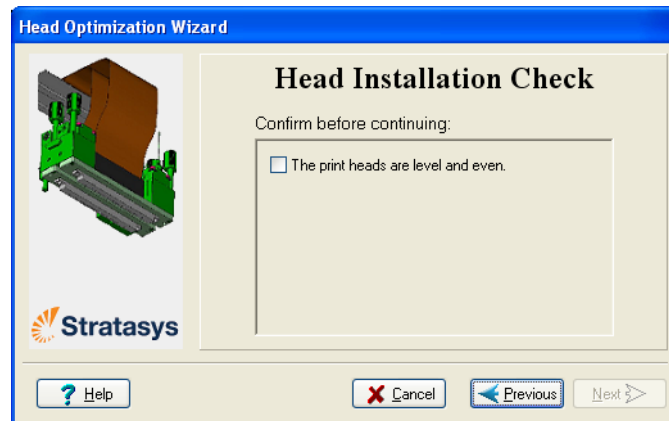 Head Optimization Wizard
Head Installation Check
Confirm before continuing:
The print heads are level and even.
Stratasys
? Help
Cancel
Previous
Next